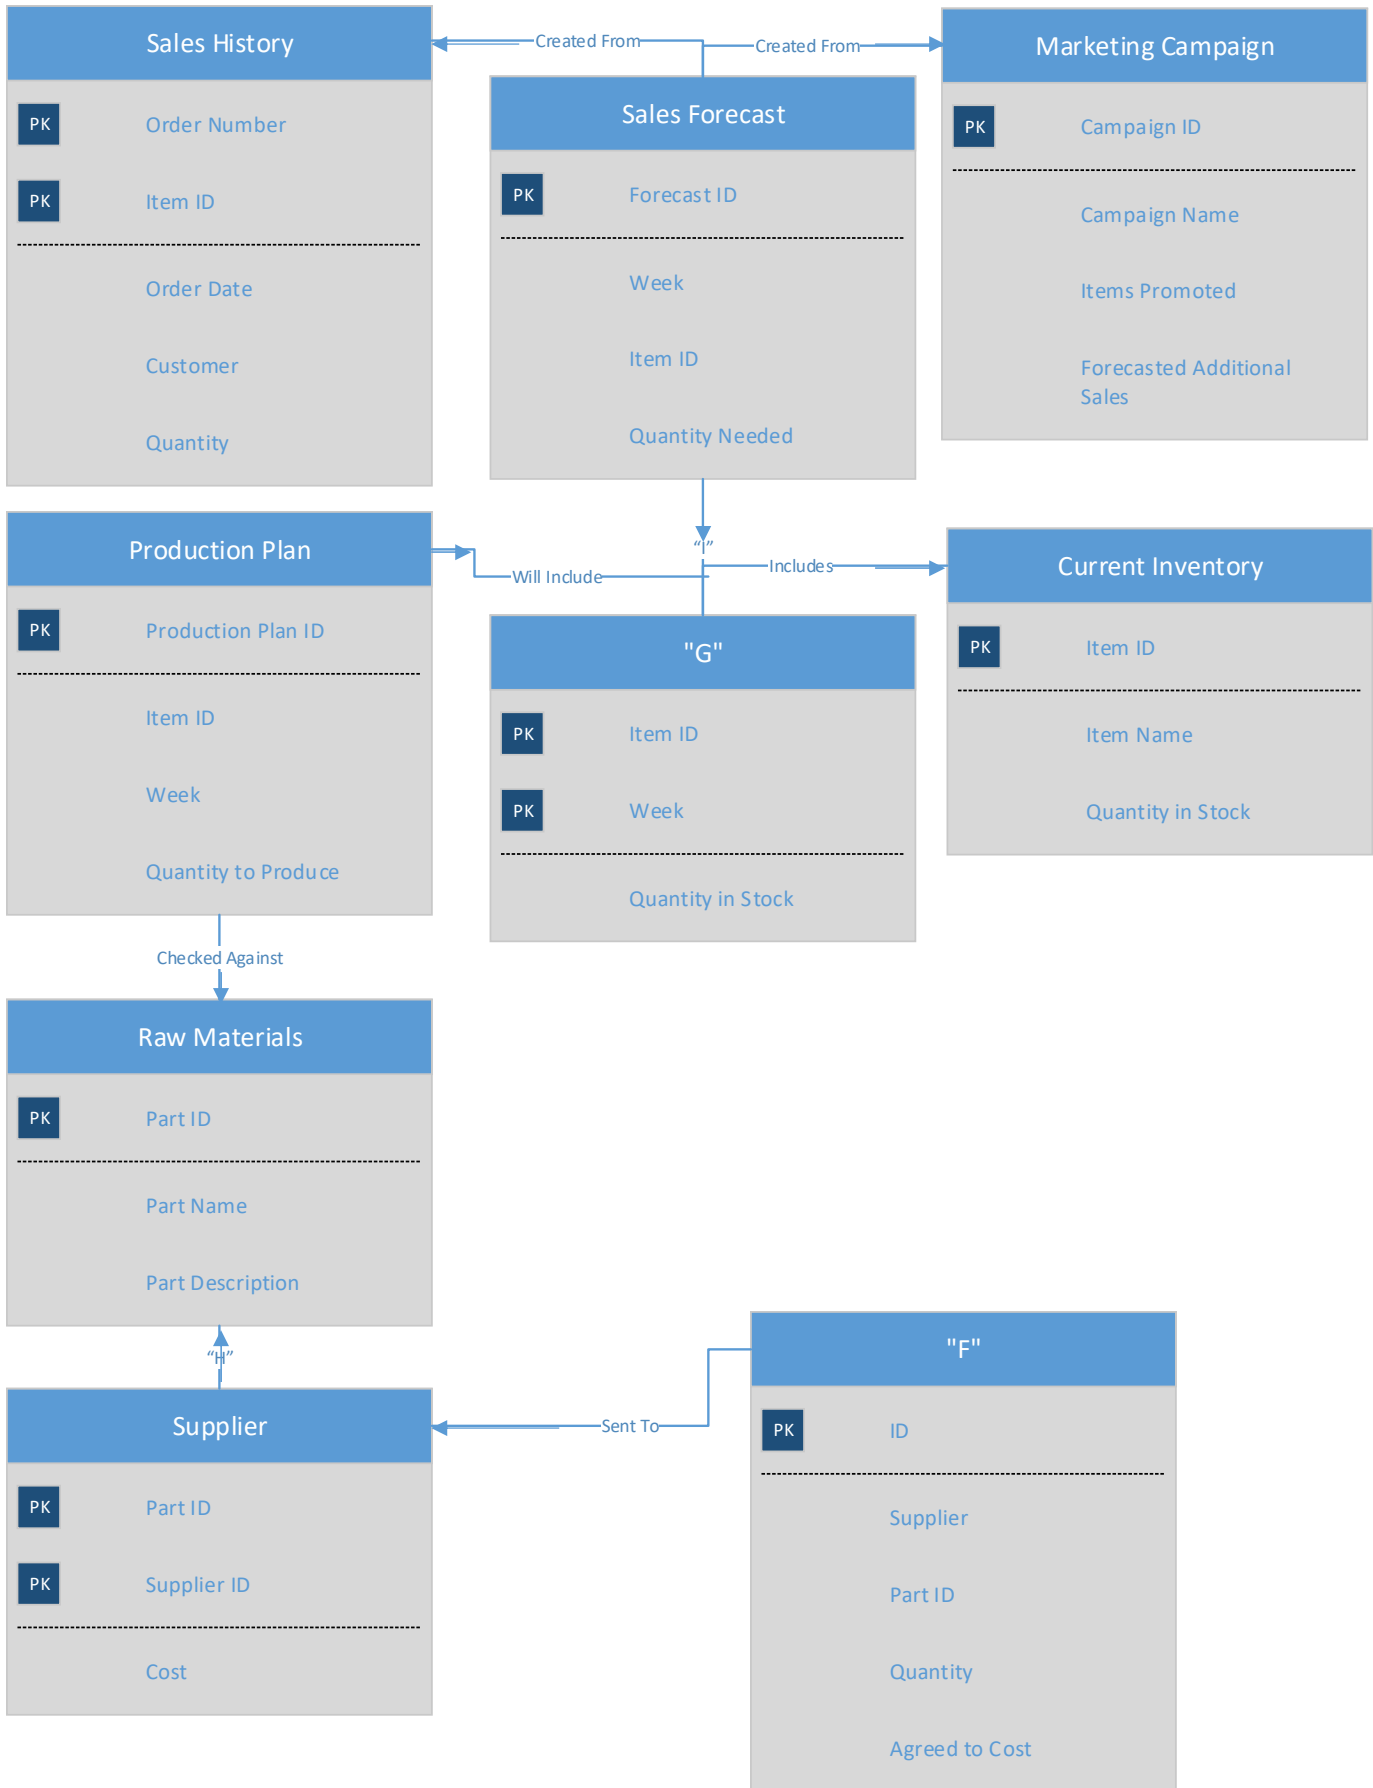 Sales History
PK Order Number
PK Item ID
Order Date
Customer
Quantity
Created From
Created From
Sales Forecast
PK Forecast ID
Week
Item ID
Quantity Needed
Marketing Campaign
PK Campaign ID
Campaign Name
Items Promoted
Forecasted Additional
Sales
Production Plan
PK Production Plan ID
Item ID
Week
Quantity to Produce
Will Include
“I”
Includes
"G"
PK Item ID
PK Week
Quantity in Stock
Current Inventory
PK Item ID
Item Name
Quantity in Stock
Checked Against
Raw Materials
PK Part ID
Part Name
Part Description
“H”
Supplier
PK Part ID
PK Supplier ID
Cost
Sent To
"F"
PK ID
Supplier
Part ID
Quantity
Agreed to Cost